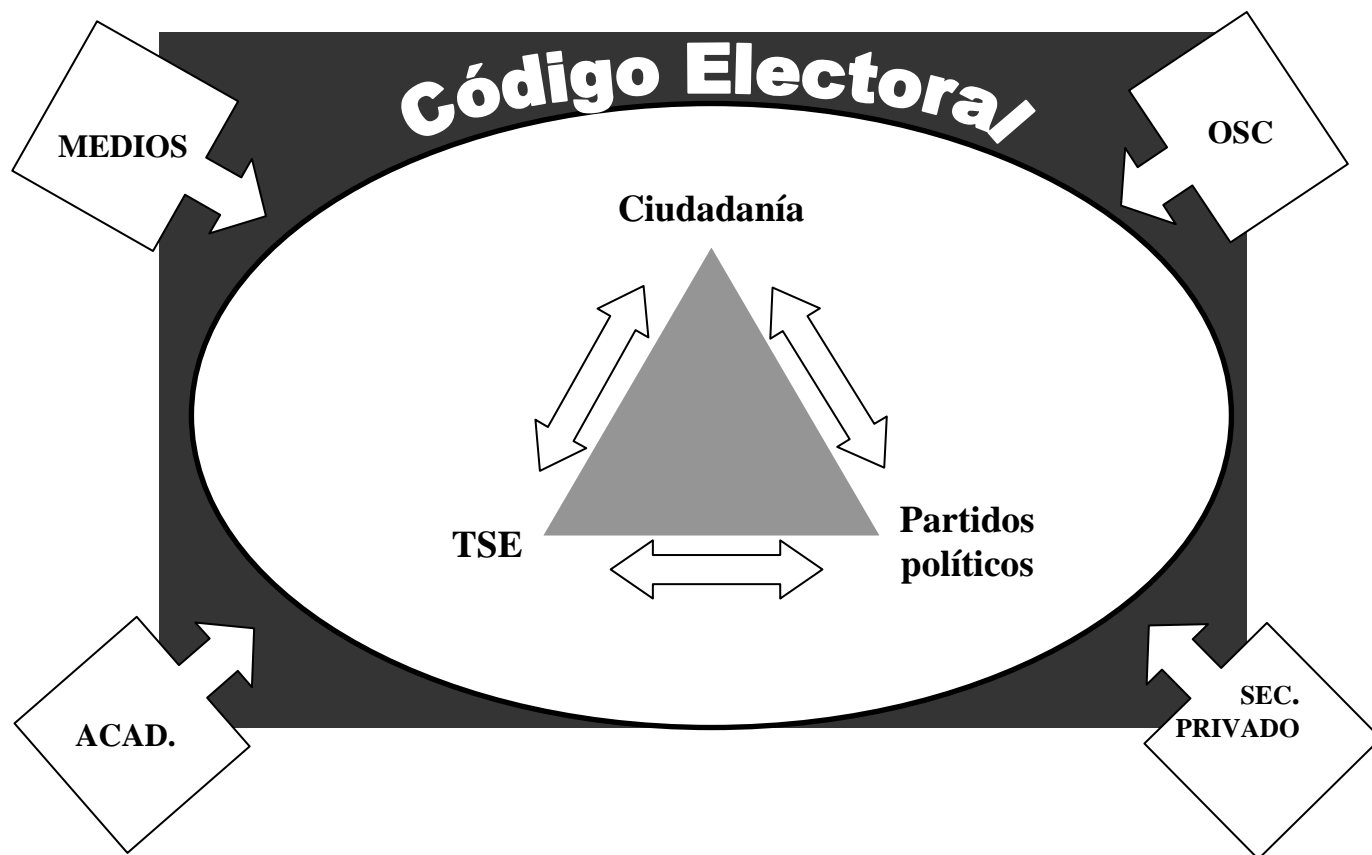 Código Electoral
MEDIOS
OSC
Ciudadanía
TSE
Partidos
políticos
ACAD.
SEC.
PRIVADO